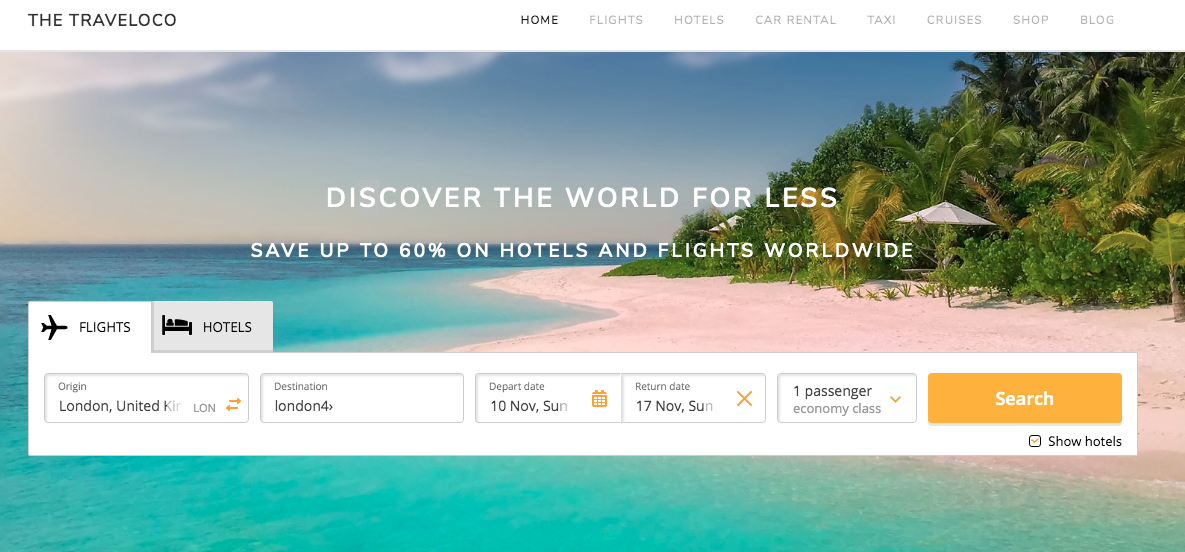 THE TRAVELOCO
HOME FLIGHTS HOTELS CAR RENTAL TAXI CRUISES SHOP BLOG
DISCOVER THE WORLD FOR LESS
SAVE UP TO 60% ON HOTELS AND FLIGHTS WORLDWIDE
FLIGHTS HOTELS
Origin Destination Depart date Return date
London, United Kin LON london4› 10 Nov, Sun 17 Nov, Sun
1 passenger
economy class
Search
Show hotels